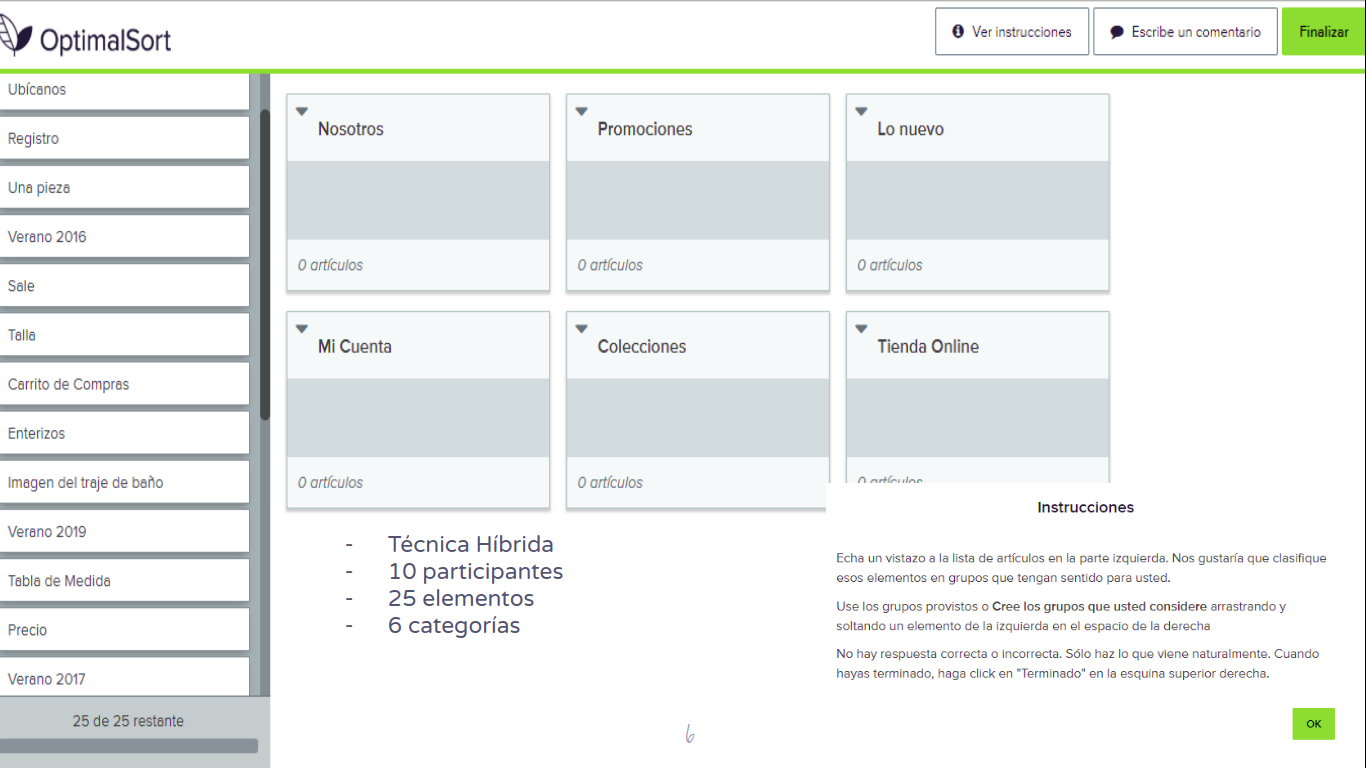 OptimalSort
Ver instrucciones
Escribe un comentario
Finalizar
Ubícanos
Registro
Una pieza
Verano 2016
Sale
Talla
Carrito de Compras
Enterizos
Imagen del traje de baño
Verano 2019
Tabla de Medida
Precio
Verano 2017
25 de 25 restante
Nosotros
0 artículos
Promociones
0 artículos
Lo nuevo
0 artículos
Mi Cuenta
0 artículos
Colecciones
0 artículos
Tienda Online
0 artículos
- Técnica Híbrida
- 10 participantes
- 25 elementos
- 6 categorías
Instrucciones
Echa un vistazo a la lista de artículos en la parte izquierda. Nos gustaría que clasifique
esos elementos en grupos que tengan sentido para usted.
Use los grupos provistos o Cree los grupos que usted considere arrastrando y
soltando un elemento de la izquierda en el espacio de la derecha
No hay respuesta correcta o incorrecta. Sólo haz lo que viene naturalmente. Cuando
hayas terminado, haga click en "Terminado" en la esquina superior derecha.
OK
6